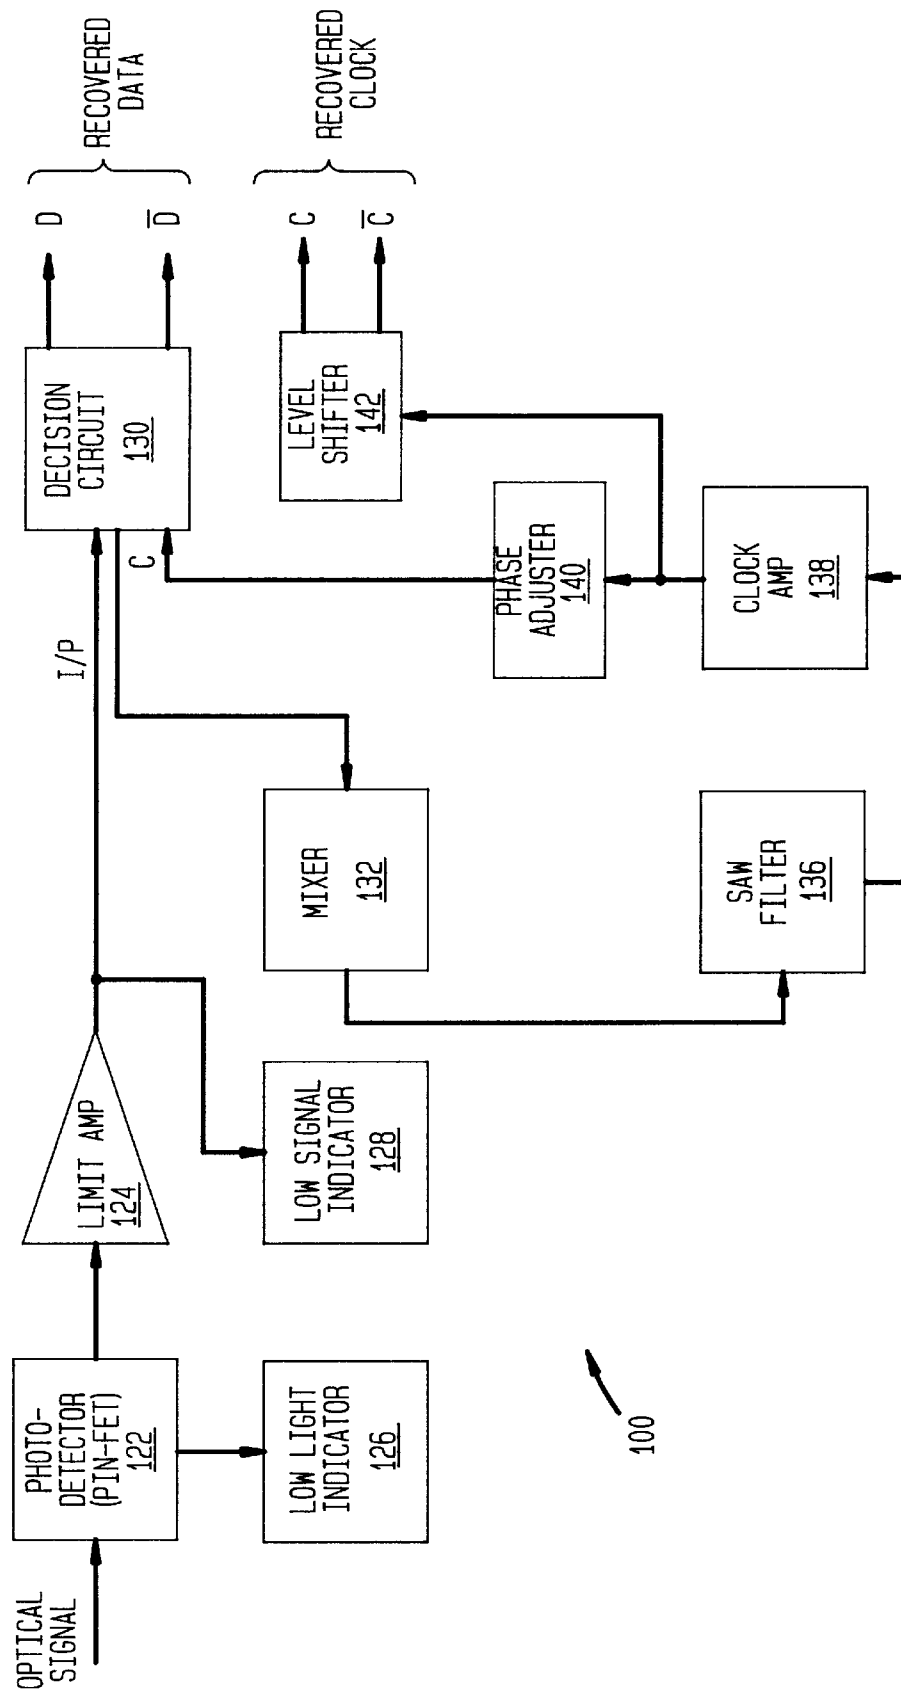 OPTICAL
SIGNAL
PHOTO-
DETECTOR
(PIN-FET)
122
LOW LIGHT
INDICATOR
126
LIMIT AMP
124
LOW SIGNAL
INDICATOR
128
I/P
C
DECISION
CIRCUIT
130
D
D̅
RECOVERED
DATA
MIXER
132
SAW
FILTER
136
CLOCK
AMP
138
PHASE
ADJUSTER
140
LEVEL
SHIFTER
142
C
C̅
RECOVERED
CLOCK
100